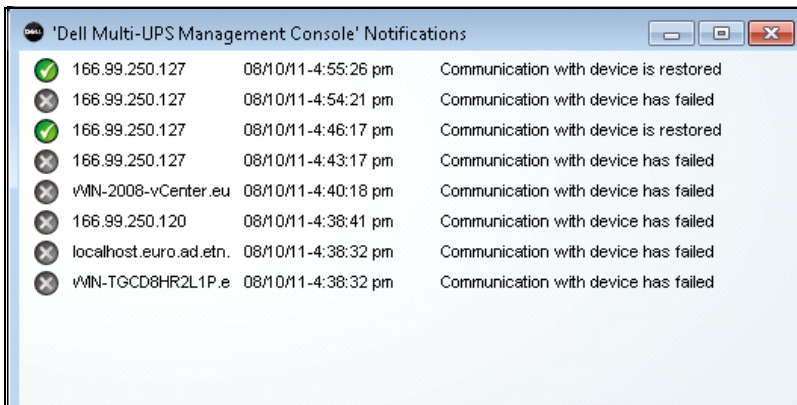 DELL 'Dell Multi-UPS Management Console' Notifications
166.99.250.127 08/10/11-4:55:26 pm Communication with device is restored
166.99.250.127 08/10/11-4:54:21 pm Communication with device has failed
166.99.250.127 08/10/11-4:46:17 pm Communication with device is restored
166.99.250.127 08/10/11-4:43:17 pm Communication with device has failed
WIN-2008-vCenter.eu 08/10/11-4:40:18 pm Communication with device has failed
166.99.250.120 08/10/11-4:38:41 pm Communication with device has failed
localhost.euro.ad.etn. 08/10/11-4:38:32 pm Communication with device has failed
WIN-TGCD8HR2L1P.e 08/10/11-4:38:32 pm Communication with device has failed